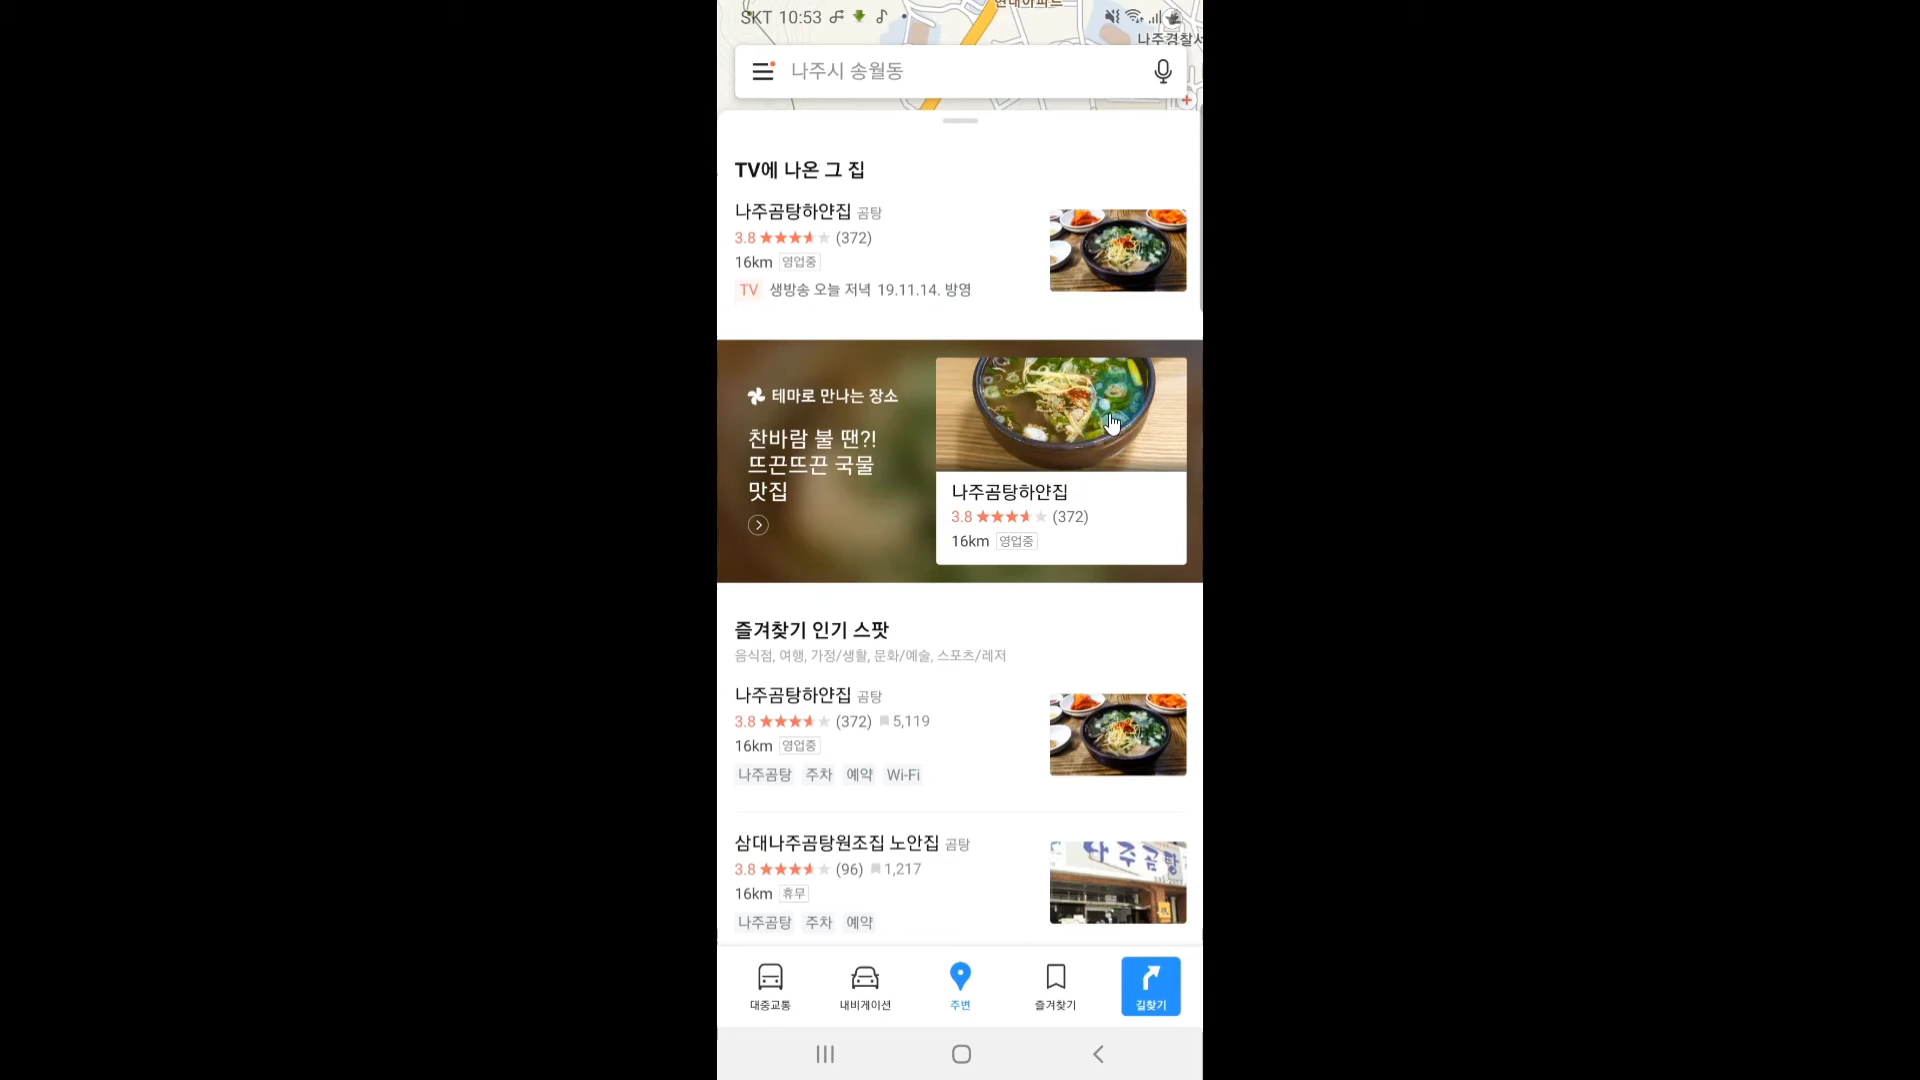 현대아파트
SKT 10:53
나주경찰서
나주시 송월동
TV에 나온 그 집
나주곰탕하얀집 곰탕
3.8 (372)
16km 영업중
TV 생방송 오늘 저녁 19.11.14. 방영
테마로 만나는 장소
찬바람 불 땐?!
뜨끈뜨끈 국물
맛집
나주곰탕하얀집
3.8 (372)
16km 영업중
즐겨찾기 인기 스팟
음식점, 여행, 가정/생활, 문화/예술, 스포츠/레저
나주곰탕하얀집 곰탕
3.8 (372) 5,119
16km 영업중
나주곰탕 주차 예약 Wi-Fi
삼대나주곰탕원조집 노안집 곰탕
3.8 (96) 1,217
16km 휴무
나주곰탕
나주곰탕 주차 예약
대중교통 내비게이션 주변 즐겨찾기 길찾기